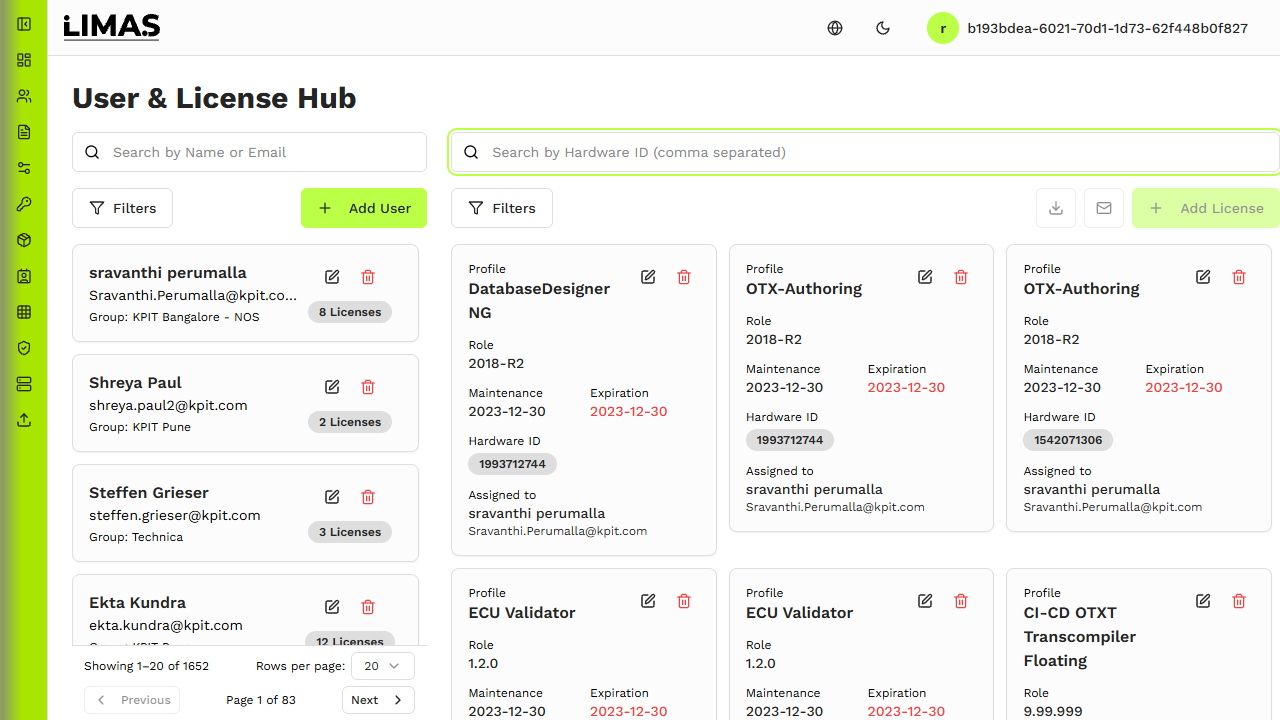 LIMAS
r
b193bdea-6021-70d1-1d73-62f448b0f827
User & License Hub
Search by Name or Email
Search by Hardware ID (comma separated)
Filters
Add User
Filters
Add License
sravanthi perumalla
Sravanthi.Perumalla@kpit.co...
Group: KPIT Bangalore - NOS
8 Licenses
Shreya Paul
shreya.paul2@kpit.com
Group: KPIT Pune
2 Licenses
Steffen Grieser
steffen.grieser@kpit.com
Group: Technica
3 Licenses
Ekta Kundra
ekta.kundra@kpit.com
12 Licenses
Showing 1–20 of 1652
Rows per page:
20
Previous
Page 1 of 83
Next
Profile
DatabaseDesigner
NG
Role
2018-R2
Maintenance
2023-12-30
Expiration
2023-12-30
Hardware ID
1993712744
Assigned to
sravanthi perumalla
Sravanthi.Perumalla@kpit.com
Profile
OTX-Authoring
Role
2018-R2
Maintenance
2023-12-30
Expiration
2023-12-30
Hardware ID
1993712744
Assigned to
sravanthi perumalla
Sravanthi.Perumalla@kpit.com
Profile
OTX-Authoring
Role
2018-R2
Maintenance
2023-12-30
Expiration
2023-12-30
Hardware ID
1542071306
Assigned to
sravanthi perumalla
Sravanthi.Perumalla@kpit.com
Profile
ECU Validator
Role
1.2.0
Maintenance
2023-12-30
Expiration
2023-12-30
Profile
ECU Validator
Role
1.2.0
Maintenance
2023-12-30
Expiration
2023-12-30
Profile
CI-CD OTXT
Transcompiler
Floating
Role
9.99.999